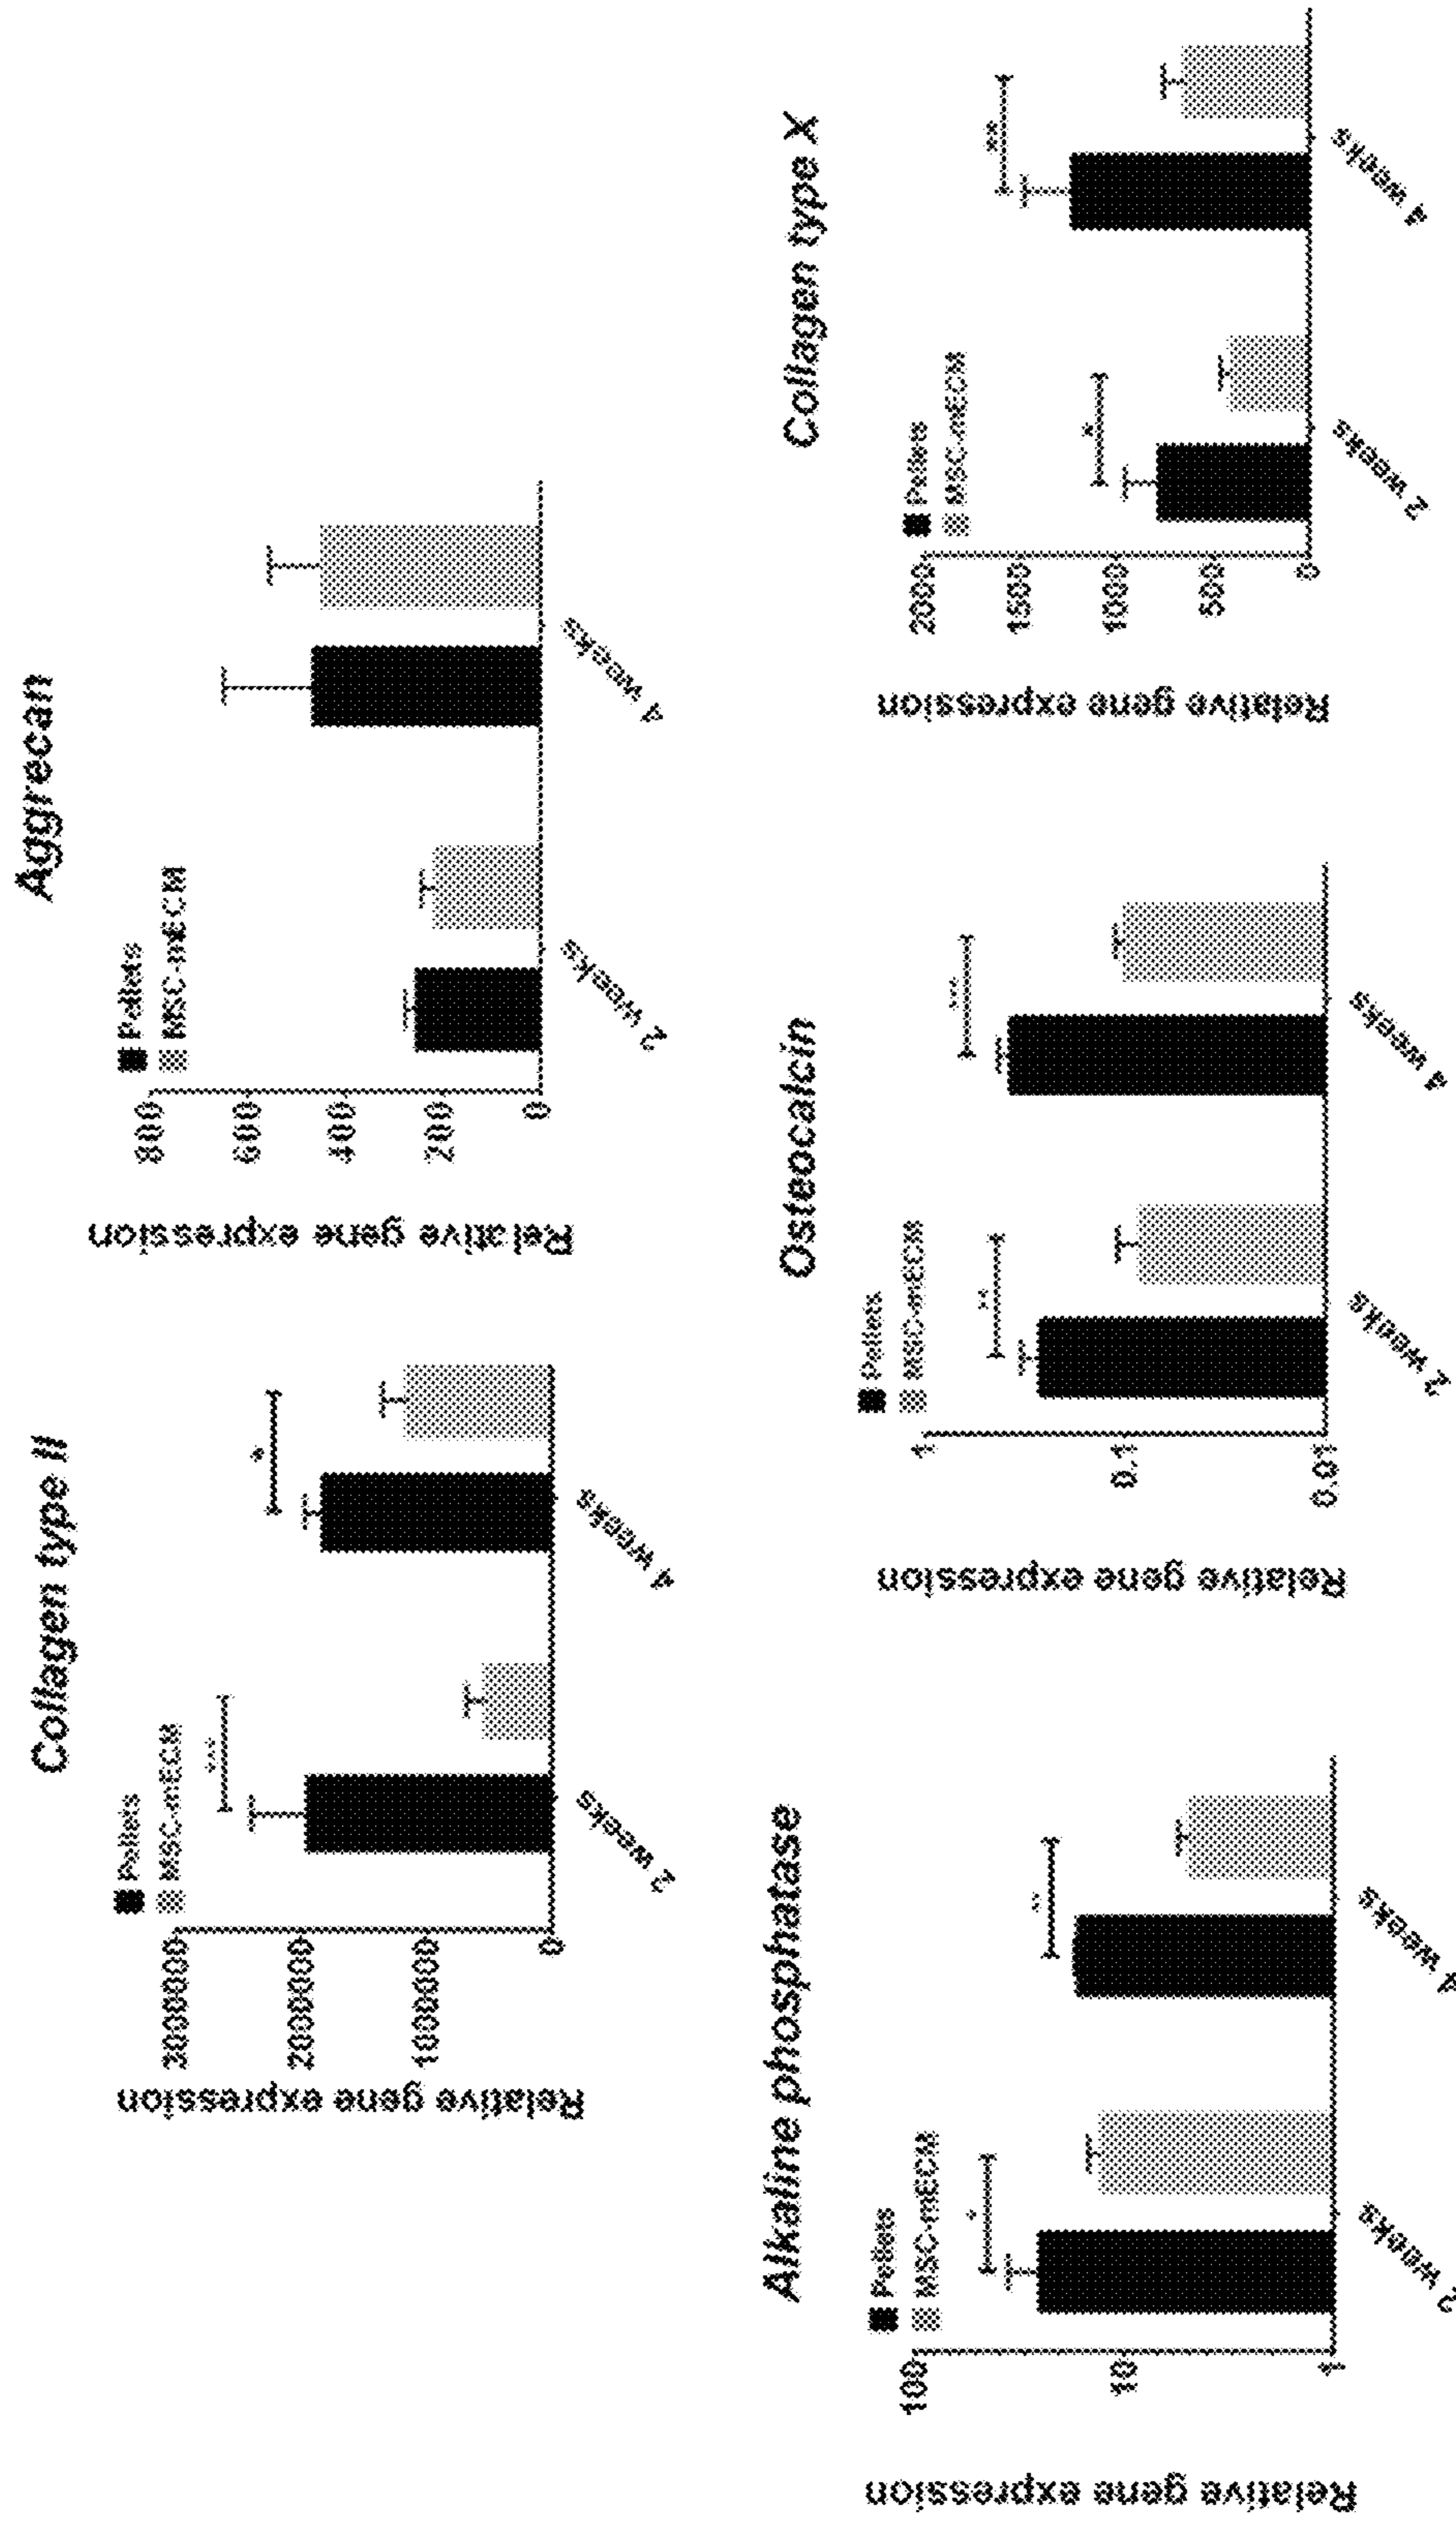 Collagen type II
Relative gene expression
3000000
2000000
1000000
0
Pellets
MSC-mECM
***
*
2 weeks
4 weeks
Aggrecan
Relative gene expression
800
600
400
200
0
Pellets
MSC-mECM
2 weeks
4 weeks
Alkaline phosphatase
Relative gene expression
100
10
1
Pellets
MSC-mECM
*
**
2 weeks
4 weeks
Osteocalcin
Relative gene expression
1
0.1
0.01
Pellets
MSC-mECM
**
***
2 weeks
4 weeks
Collagen type X
Relative gene expression
2000
1500
1000
500
0
Pellets
MSC-mECM
*
**
2 weeks
4 weeks